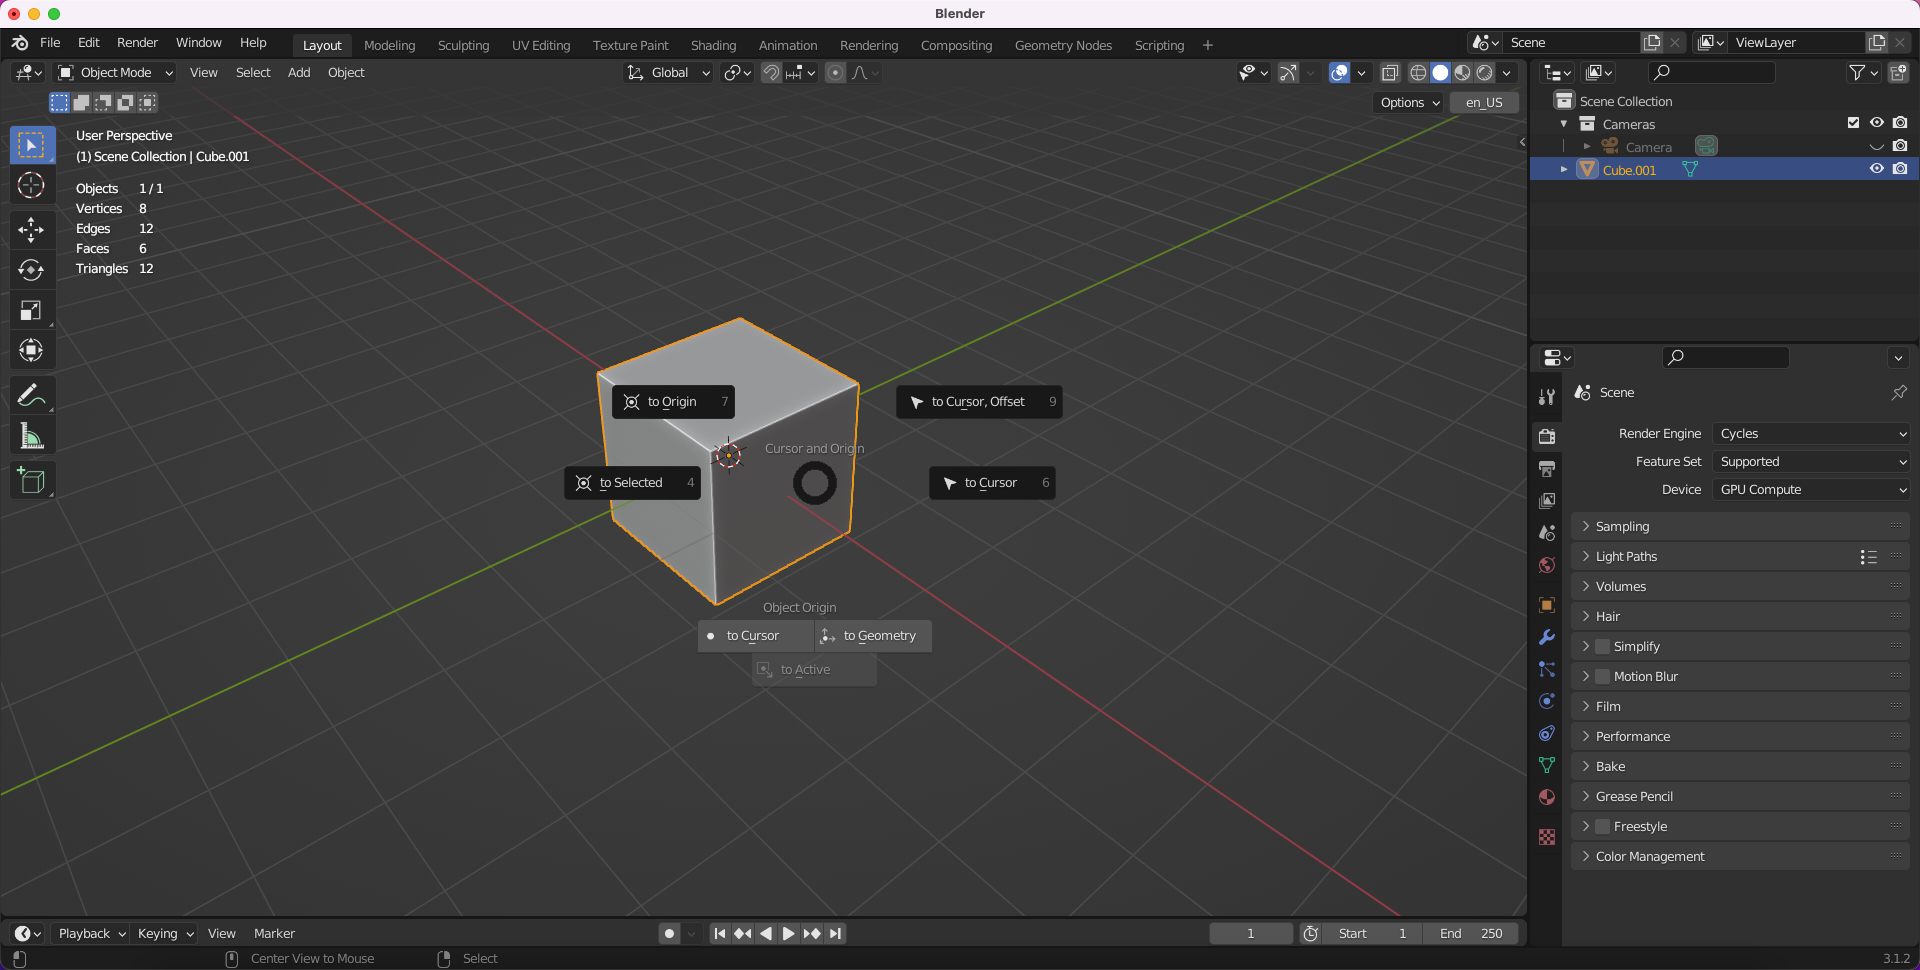 Blender
File Edit Render Window Help Layout Modeling Sculpting UV Editing Texture Paint Shading Animation Rendering Compositing Geometry Nodes Scripting + Scene ViewLayer
Object Mode View Select Add Object Global
Options en_US
User Perspective
(1) Scene Collection | Cube.001
Objects 1 / 1
Vertices 8
Edges 12
Faces 6
Triangles 12
to Origin 7
to Cursor, Offset 9
Cursor and Origin
to Selected 4
to Cursor 6
Object Origin
to Cursor to Geometry
to Active
Scene Collection
Cameras
Camera
Cube.001
Scene
Render Engine Cycles
Feature Set Supported
Device GPU Compute
Sampling
Light Paths
Volumes
Hair
Simplify
Motion Blur
Film
Performance
Bake
Grease Pencil
Freestyle
Color Management
Playback Keying View Marker 1 Start 1 End 250
Center View to Mouse Select 3.1.2